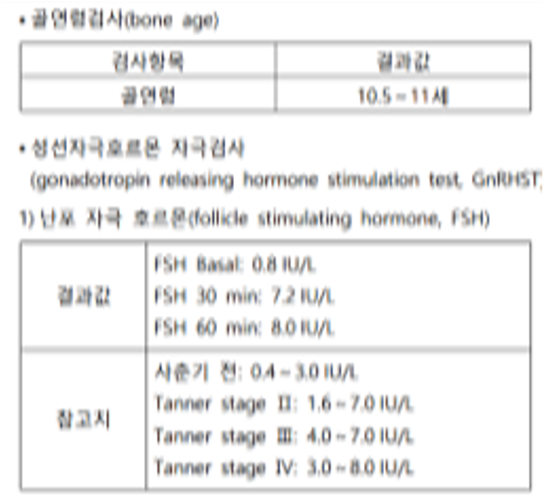 • 골연령검사(bone age)
검사항목 결과값
골연령 10.5 ~ 11세
• 성선자극호르몬 자극검사
(gonadotropin releasing hormone stimulation test, GnRHST
1) 난포 자극 호르몬(follicle stimulating hormone, FSH)
결과값
FSH Basal: 0.8 IU/L
FSH 30 min: 7.2 IU/L
FSH 60 min: 8.0 IU/L
참고치
사춘기 전: 0.4 ~ 3.0 IU/L
Tanner stage Ⅱ: 1.6 ~ 7.0 IU/L
Tanner stage Ⅲ: 4.0 ~ 7.0 IU/L
Tanner stage Ⅳ: 3.0 ~ 8.0 IU/L